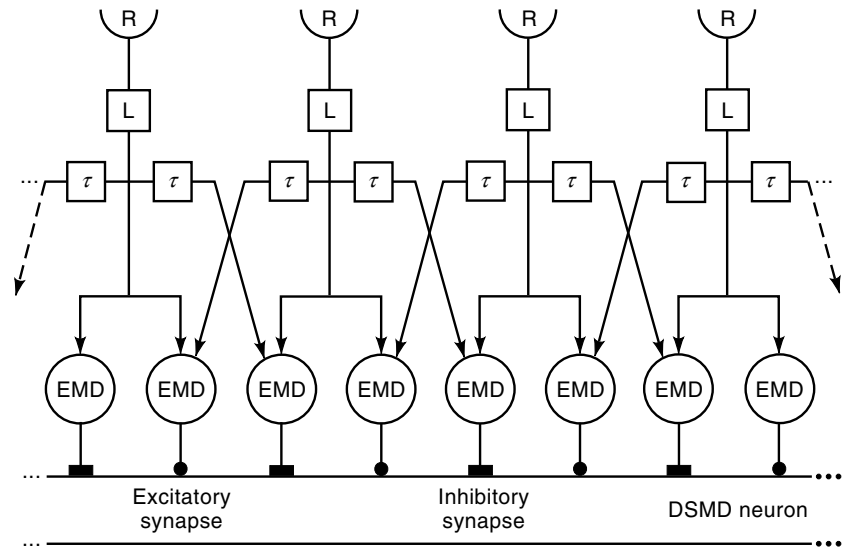 R R R R
L L L L
... τ τ τ τ τ τ τ τ ...
EMD EMD EMD EMD EMD EMD EMD EMD
... ...
Excitatory synapse
Inhibitory synapse
DSMD neuron
... ...